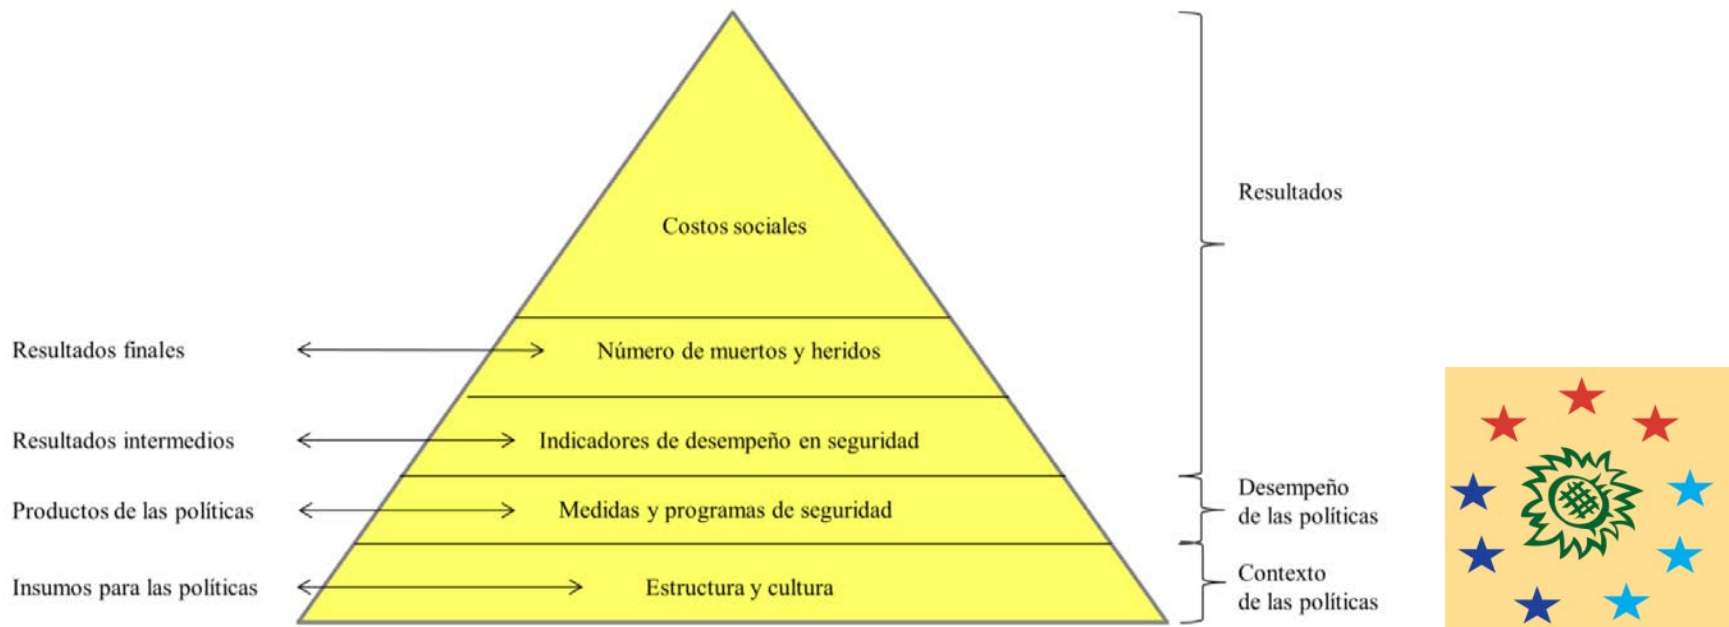 Costos sociales
Resultados
Resultados finales
Número de muertos y heridos
Resultados intermedios
Indicadores de desempeño en seguridad
Productos de las políticas
Medidas y programas de seguridad
Desempeño
de las políticas
Insumos para las políticas
Estructura y cultura
Contexto
de las políticas